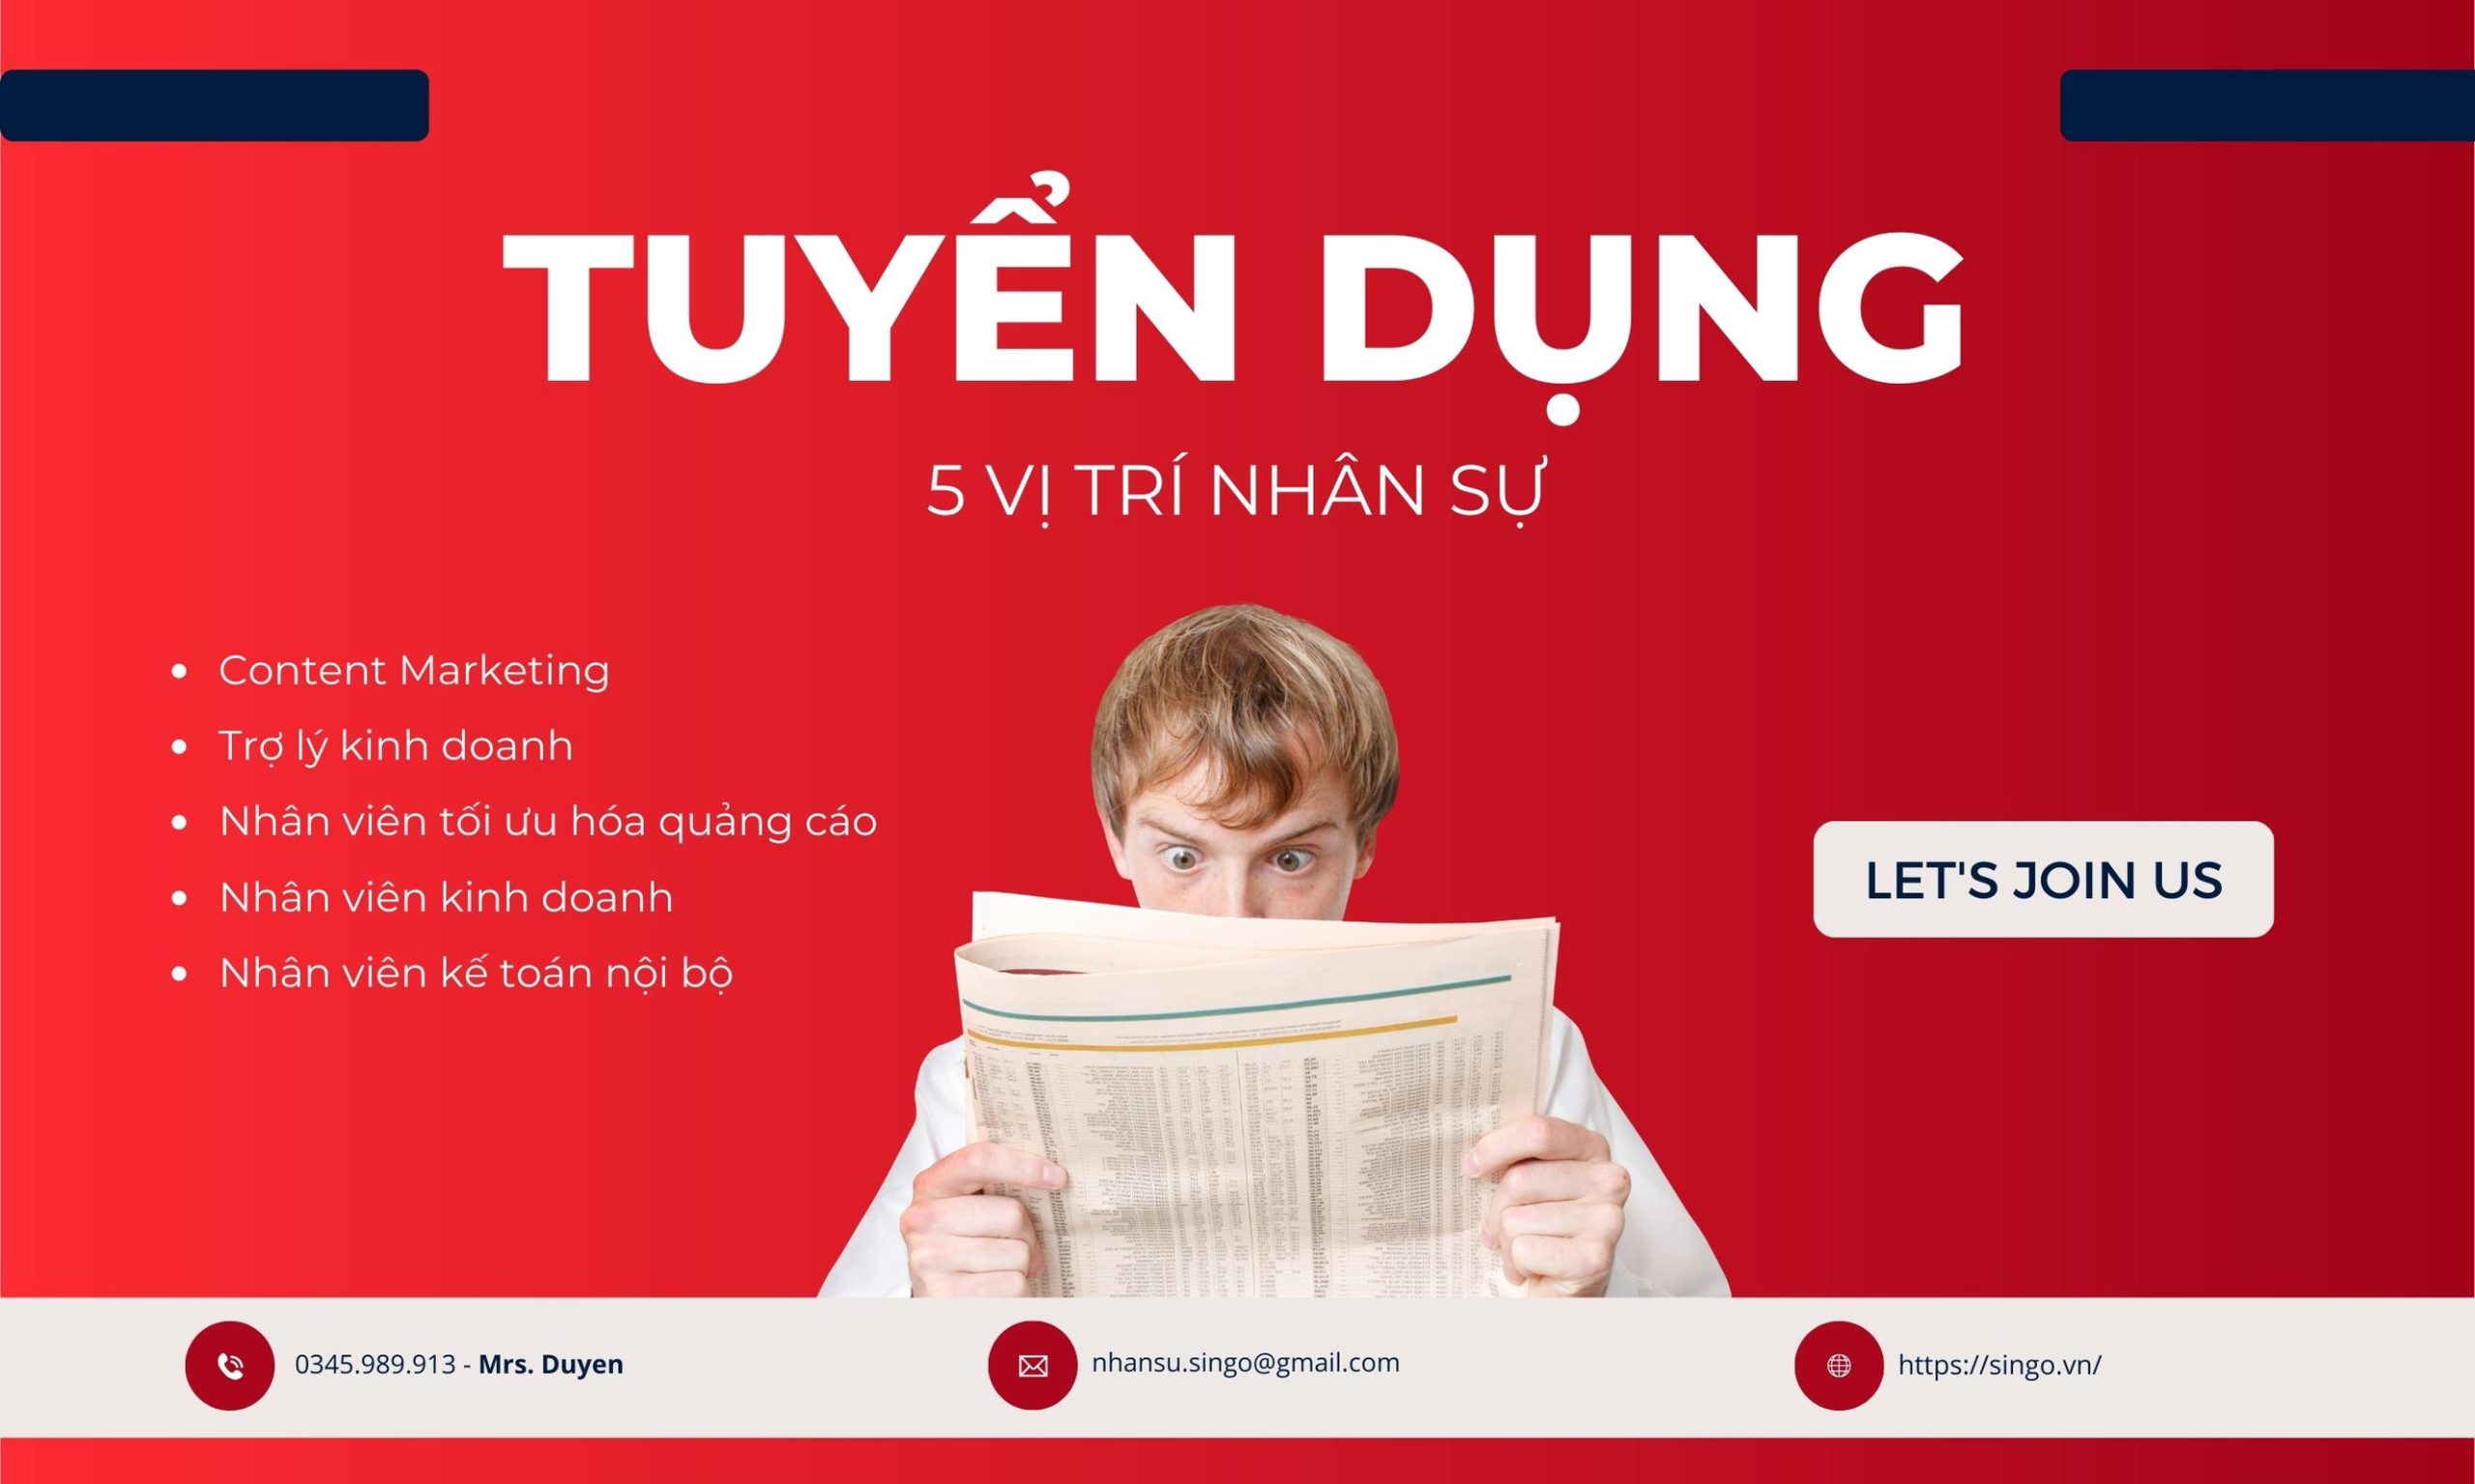 TUYỂN DỤNG
5 VỊ TRÍ NHÂN SỰ
Content Marketing
Trợ lý kinh doanh
Nhân viên tối ưu hóa quảng cáo
Nhân viên kinh doanh
Nhân viên kế toán nội bộ
LET'S JOIN US
0345.989.913 - Mrs. Duyen
nhansu.singo@gmail.com
https://singo.vn/